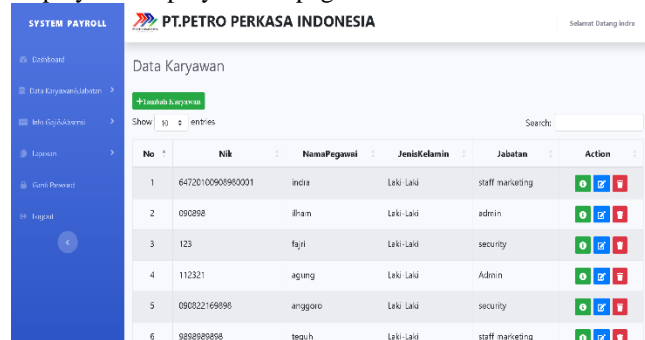 SYSTEM PAYROLL
PT.PETRO PERKASA INDONESIA
Selamat Datang indra
Dashboard
Data Karyawan&Jabatan
Info Gaji&Absensi
Laporan
Ganti Password
Logout
Data Karyawan
+Tambah Karyawan
Show 10 entries
Search:
No Nik NamaPegawai JenisKelamin Jabatan Action
1 64720100908980001 indra Laki-Laki staff marketing
2 090898 ilham Laki-Laki admin
3 123 fajri Laki-Laki security
4 112321 agung Laki-Laki Admin
5 090822169898 anggoro Laki-Laki security
6 9898989898 teguh Laki-Laki staff marketing